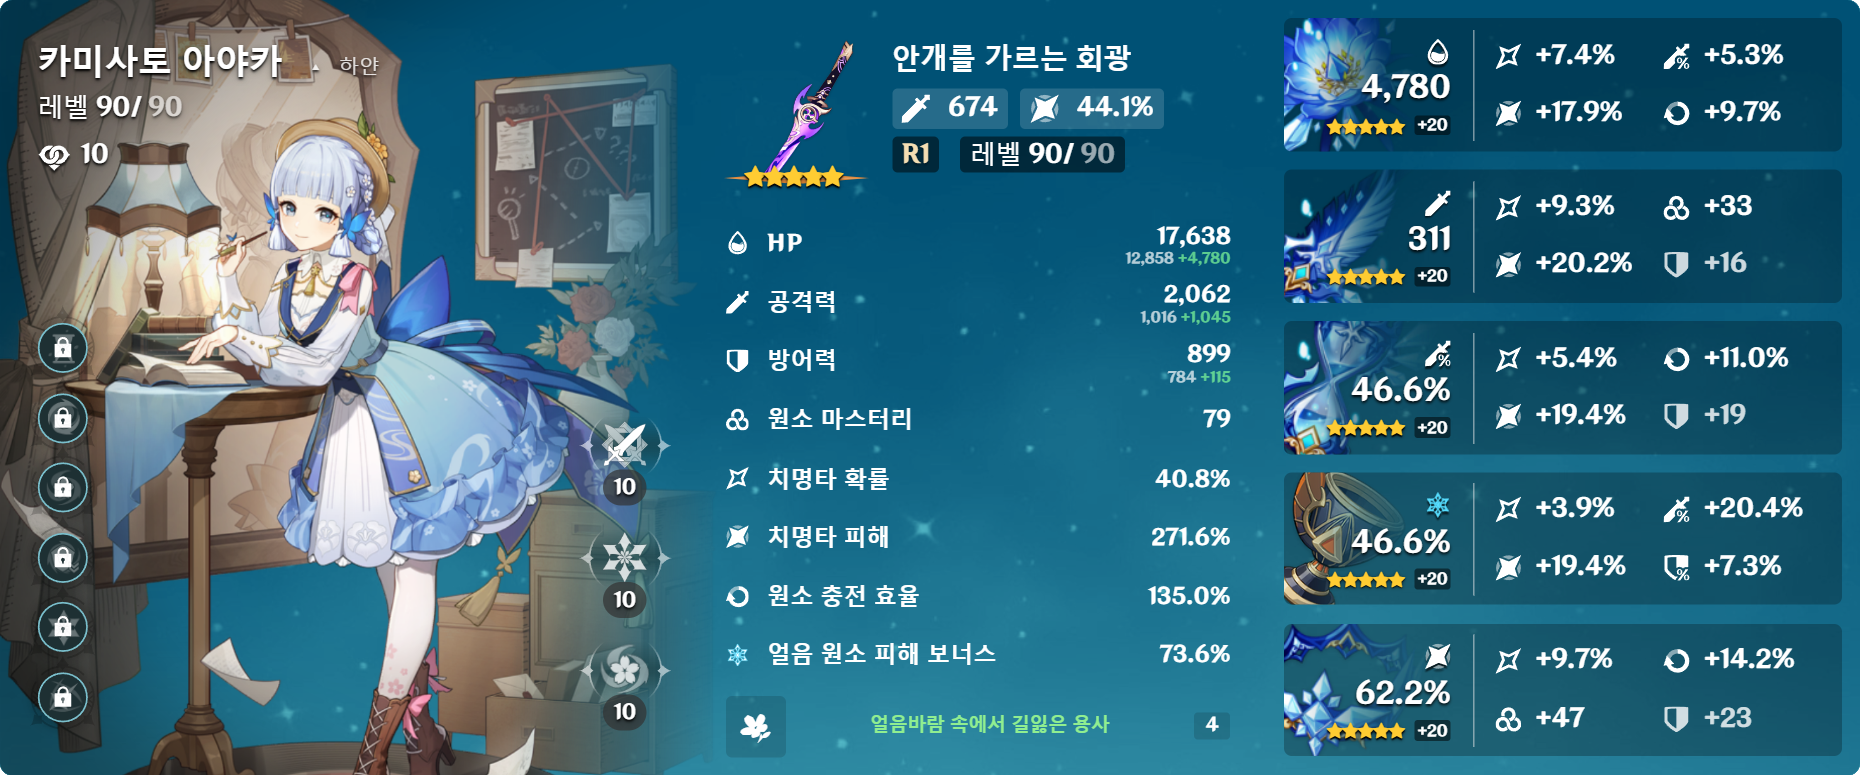 카미사토 아야카
하얀
레벨 90/ 90
10
10
10
10
안개를 가르는 회광
674 44.1%
R1 레벨 90/ 90
HP 17,638
12,858 +4,780
공격력 2,062
1,016 +1,045
방어력 899
784 +115
원소 마스터리 79
치명타 확률 40.8%
치명타 피해 271.6%
원소 충전 효율 135.0%
얼음 원소 피해 보너스 73.6%
얼음바람 속에서 길잃은 용사 4
4,780
+20
+7.4% +5.3%
+17.9% +9.7%
311
+20
+9.3% +33
+20.2% +16
46.6%
+20
+5.4% +11.0%
+19.4% +19
46.6%
+20
+3.9% +20.4%
+19.4% +7.3%
62.2%
+20
+9.7% +14.2%
+47 +23